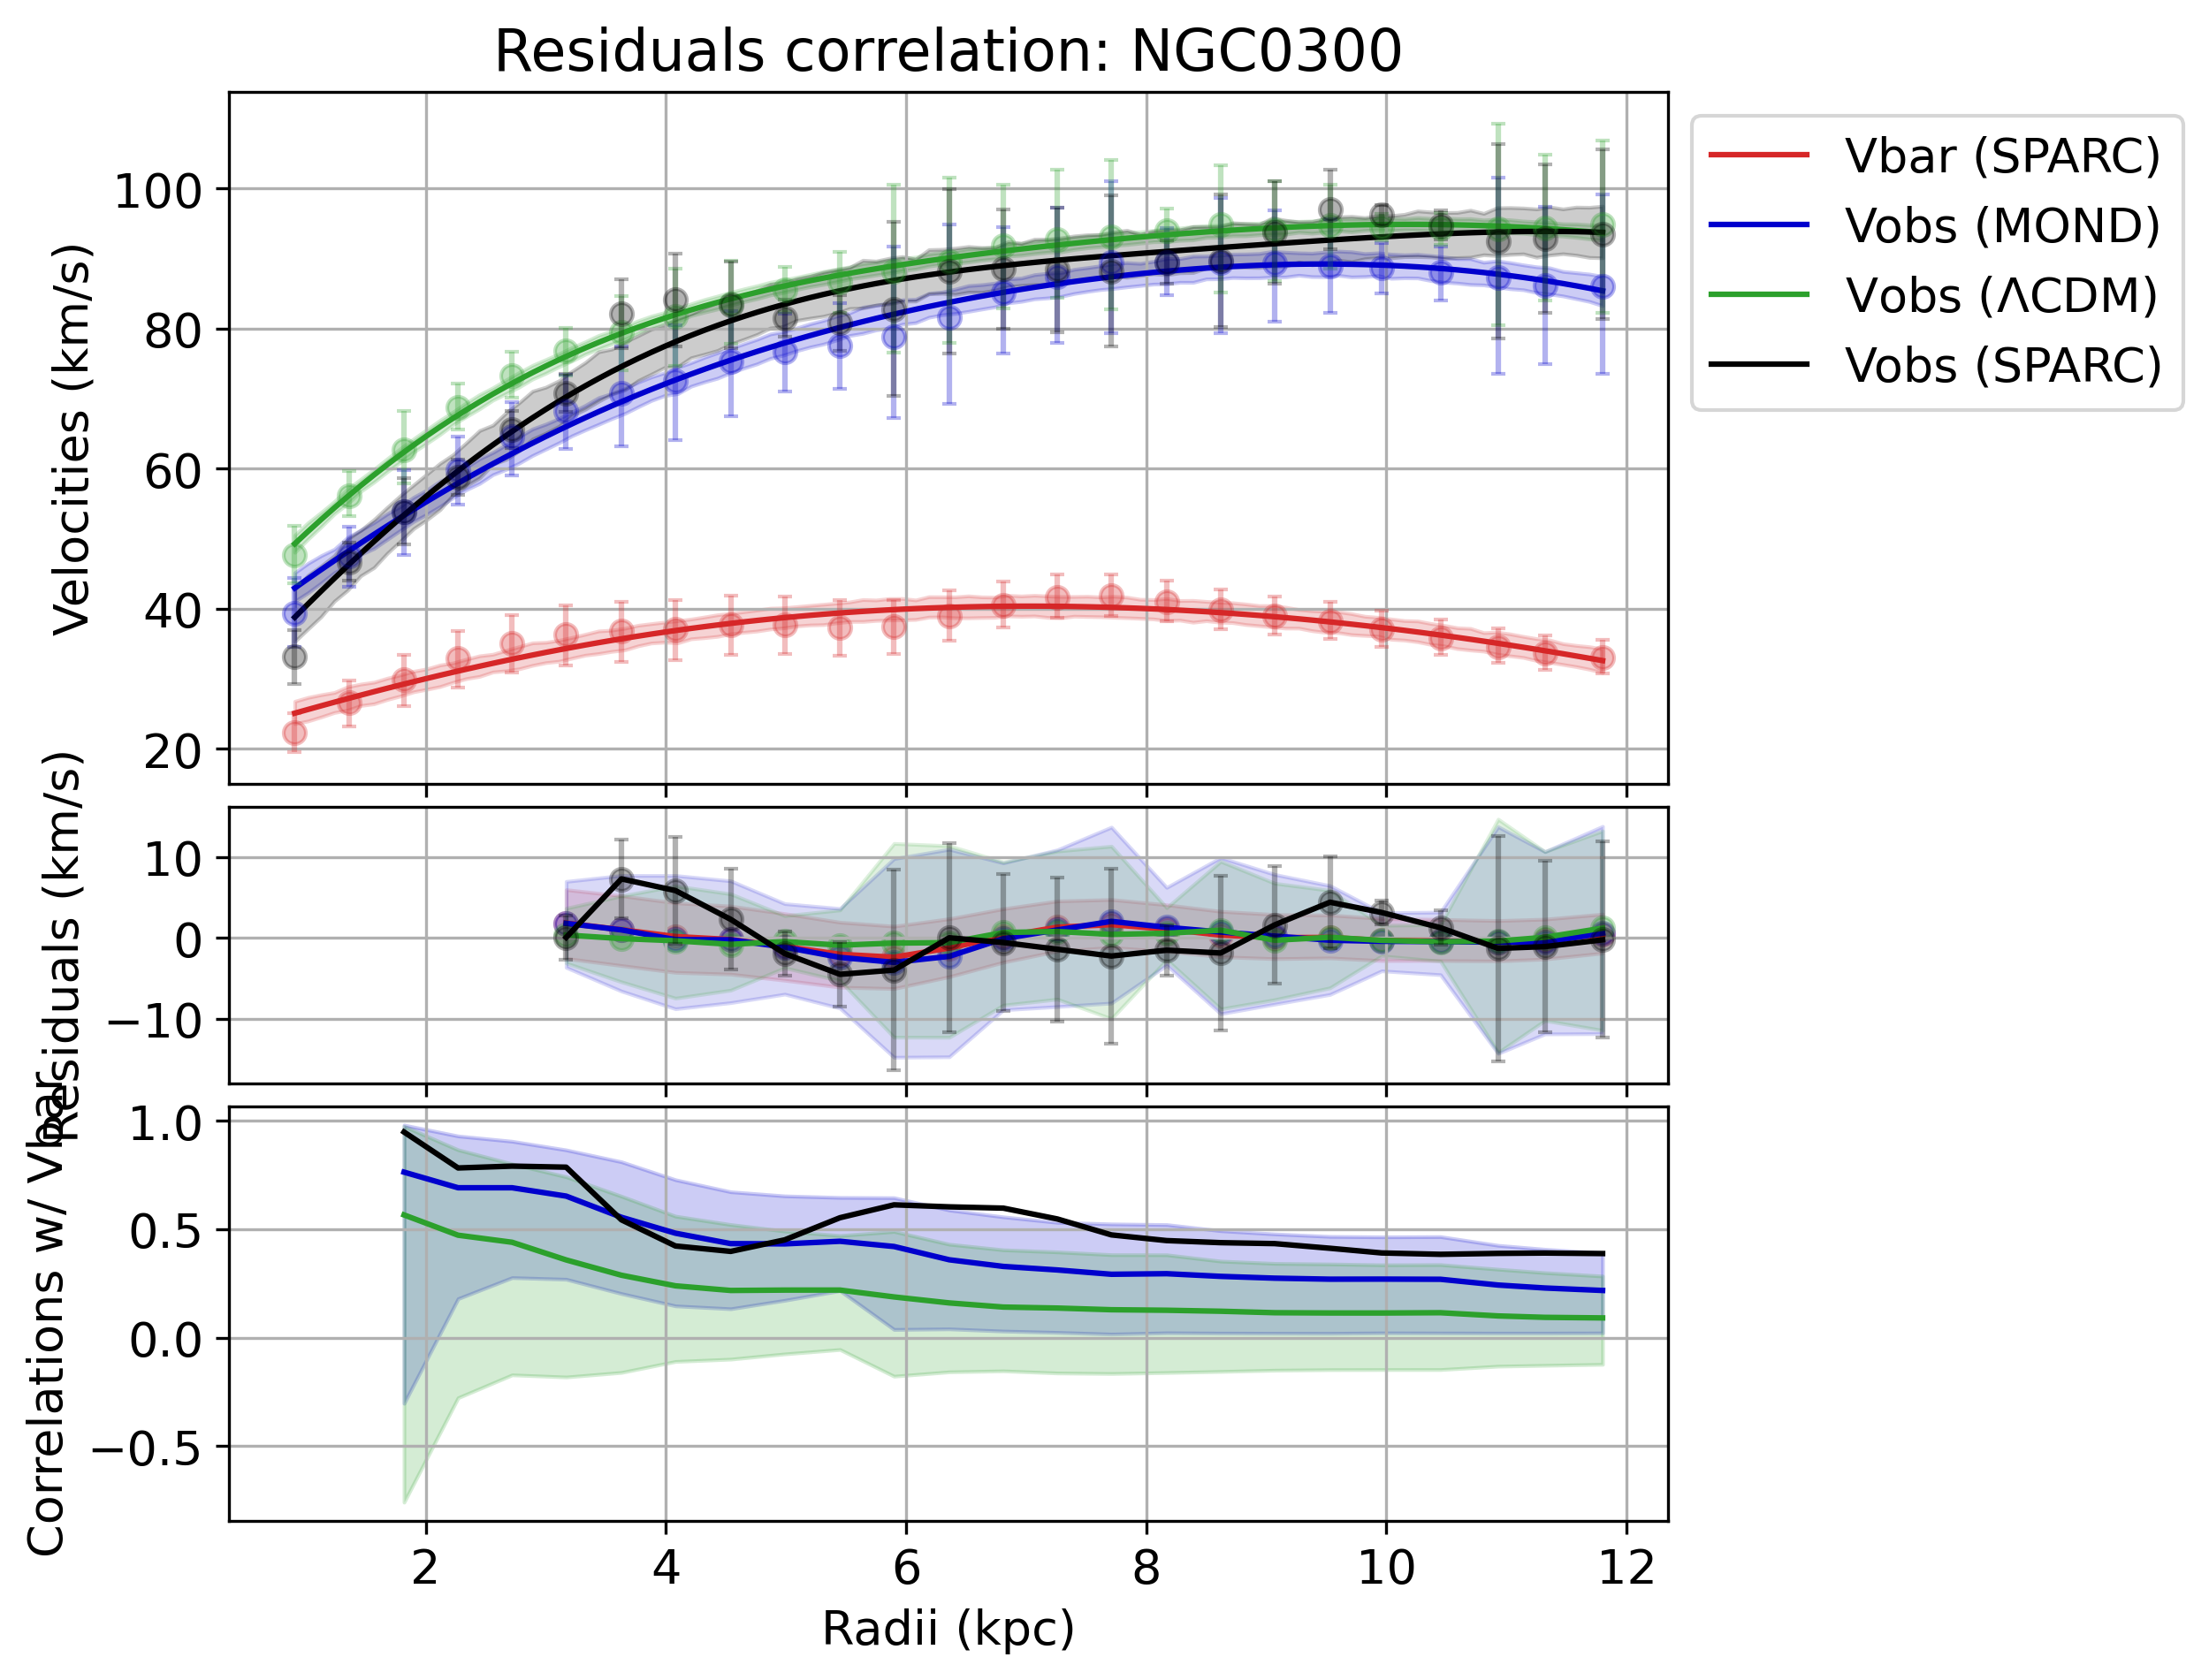 Residuals correlation: NGC0300
Velocities (km/s)
100
80
60
40
20
Vbar (SPARC)
Vobs (MOND)
Vobs (ΛCDM)
Vobs (SPARC)
Residuals (km/s)
10
0
−10
Correlations w/ Vbar
1.0
0.5
0.0
−0.5
2 4 6 8 10 12
Radii (kpc)